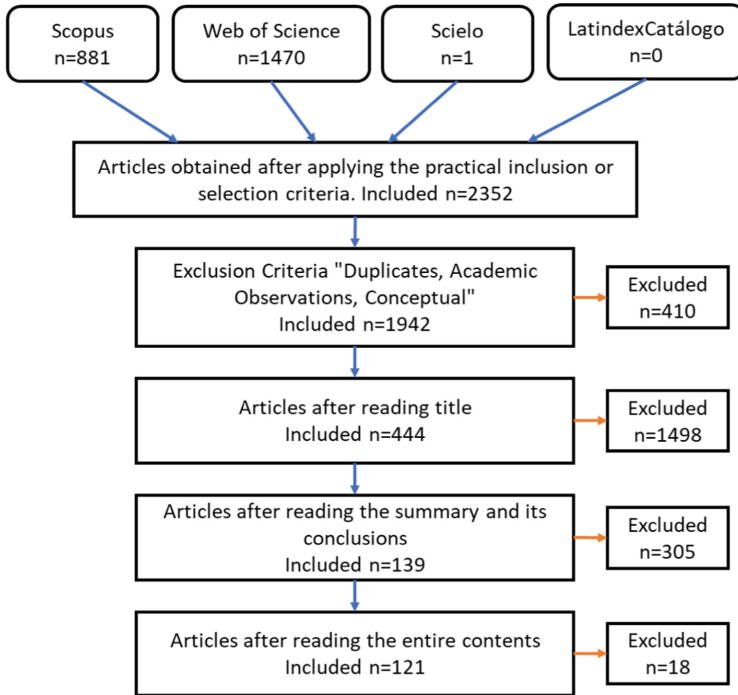 Scopus
n=881
Web of Science
n=1470
Scielo
n=1
LatindexCatálogo
n=0
Articles obtained after applying the practical inclusion or
selection criteria. Included n=2352
Exclusion Criteria "Duplicates, Academic
Observations, Conceptual"
Included n=1942
Excluded
n=410
Articles after reading title
Included n=444
Excluded
n=1498
Articles after reading the summary and its
conclusions
Included n=139
Excluded
n=305
Articles after reading the entire contents
Included n=121
Excluded
n=18